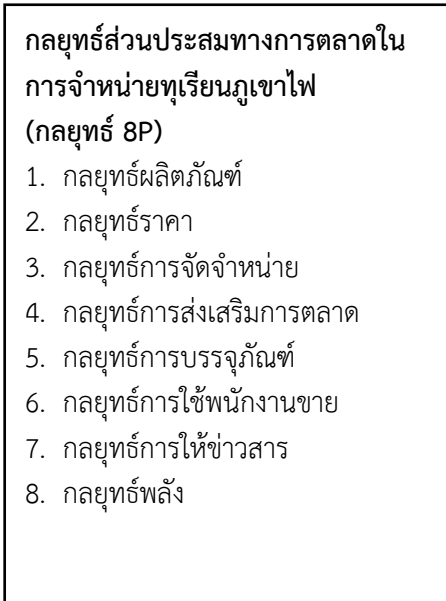 กลยุทธ์ส่วนประสมทางการตลาดใน
การจำหน่ายทุเรียนภูเขาไฟ
(กลยุทธ์ 8P)
1. กลยุทธ์ผลิตภัณฑ์
2. กลยุทธ์ราคา
3. กลยุทธ์การจัดจำหน่าย
4. กลยุทธ์การส่งเสริมการตลาด
5. กลยุทธ์การบรรจุภัณฑ์
6. กลยุทธ์การใช้พนักงานขาย
7. กลยุทธ์การให้ข่าวสาร
8. กลยุทธ์พลัง